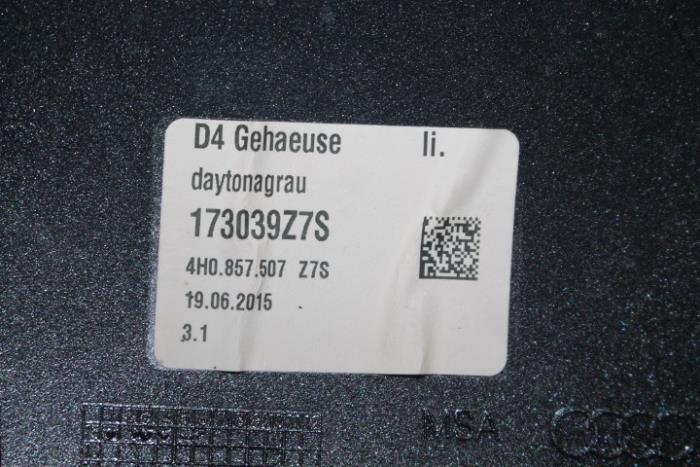 D4 Gehaeuse li.
daytonagrau
173039Z7S
4H0.857.507 Z7S
19.06.2015
3.1
MSA